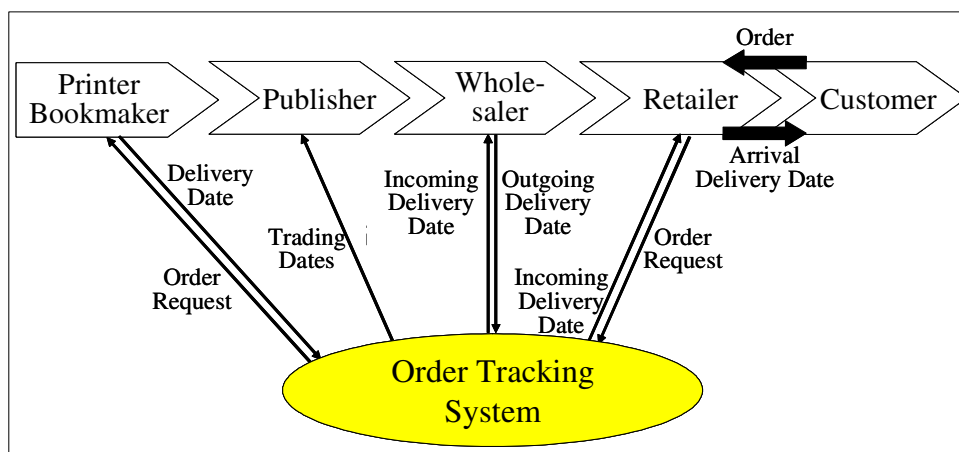 Order
Printer
Bookmaker
Publisher
Whole-
saler
Retailer
Customer
Delivery
Date
Incoming
Delivery
Date
Outgoing
Delivery
Date
Arrival
Delivery Date
Trading
Dates
Order
Request
Order
Request
Incoming
Delivery
Date
Order Tracking
System